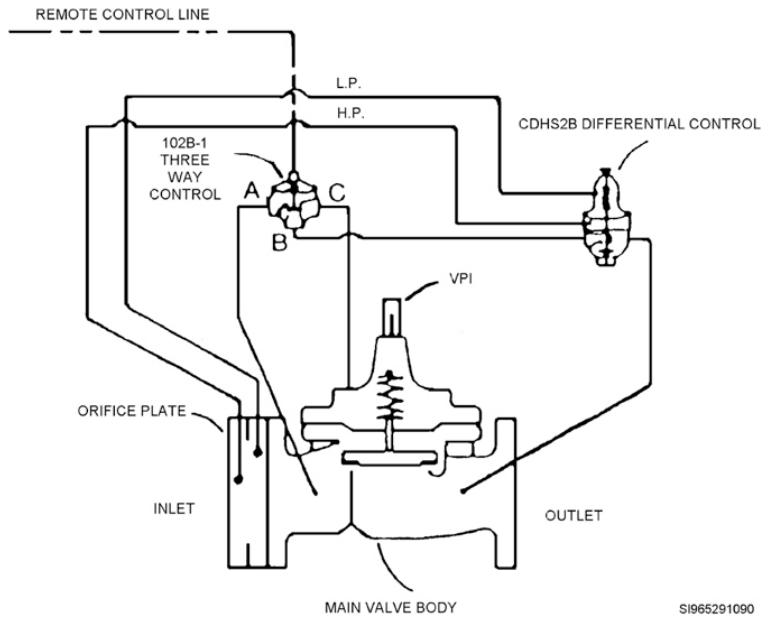 REMOTE CONTROL LINE
L.P.
H.P.
CDHS2B DIFFERENTIAL CONTROL
102B-1
THREE
WAY
CONTROL
A
C
B
VPI
ORIFICE PLATE
INLET
OUTLET
MAIN VALVE BODY
SI965291090